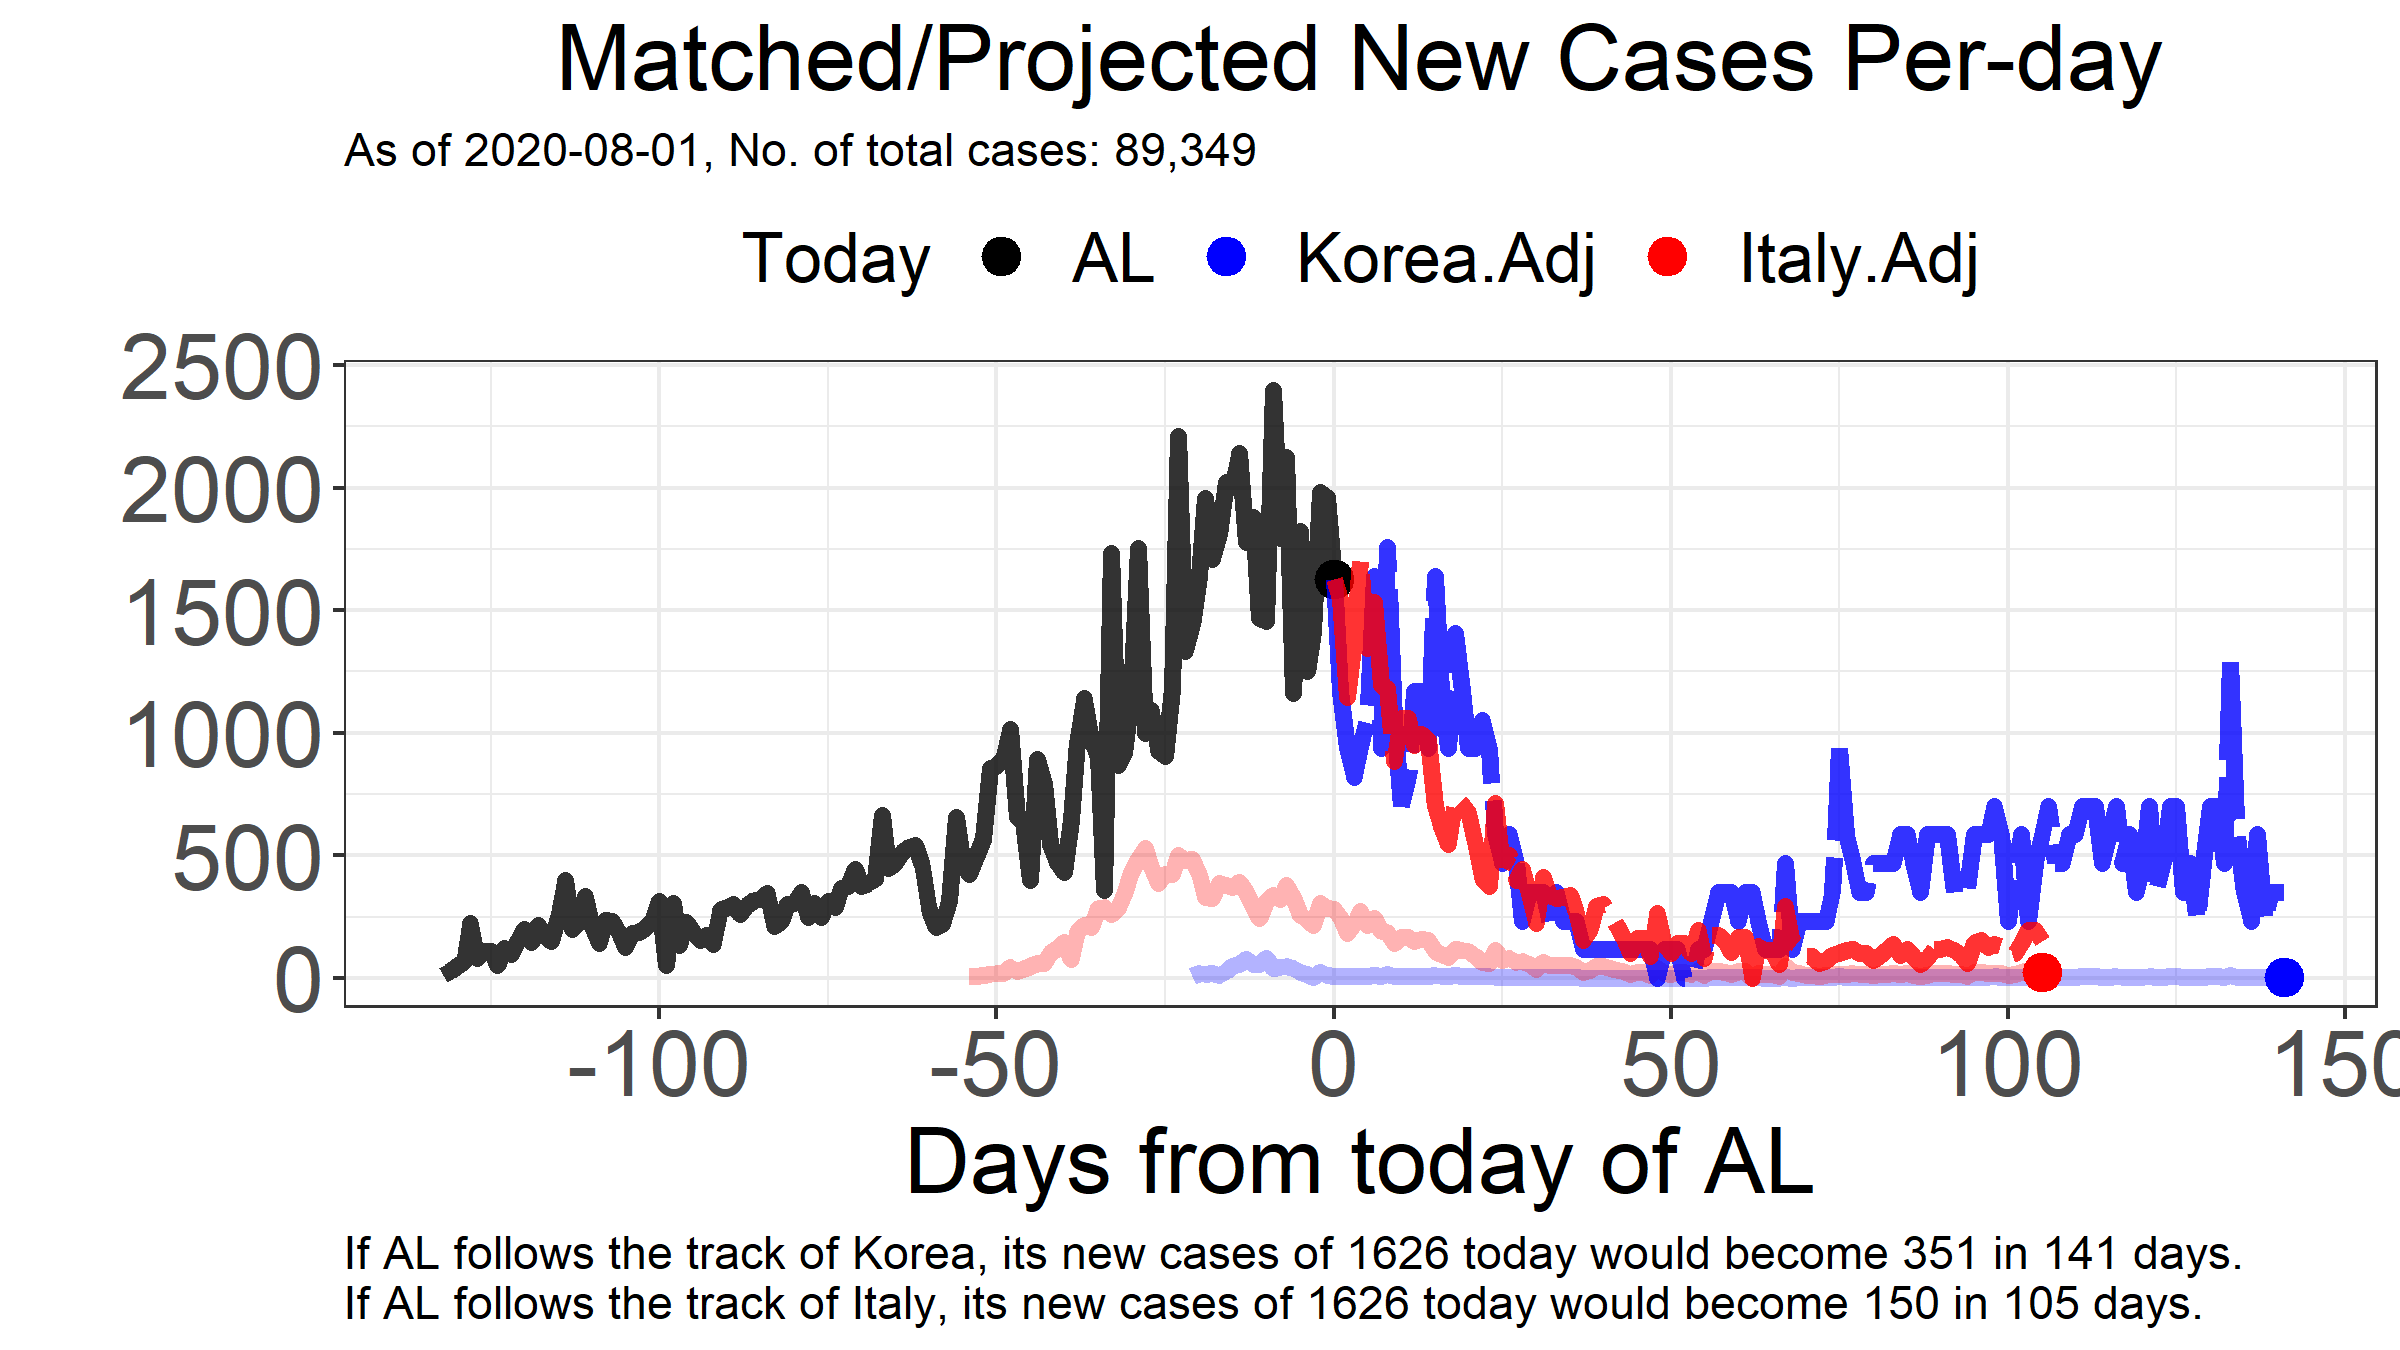 Matched/Projected New Cases Per-day
As of 2020-08-01, No. of total cases: 89,349
Today AL Korea.Adj Italy.Adj
2500
2000
1500
1000
500
0
-100 -50 0 50 100 150
Days from today of AL
If AL follows the track of Korea, its new cases of 1626 today would become 351 in 141 days.
If AL follows the track of Italy, its new cases of 1626 today would become 150 in 105 days.